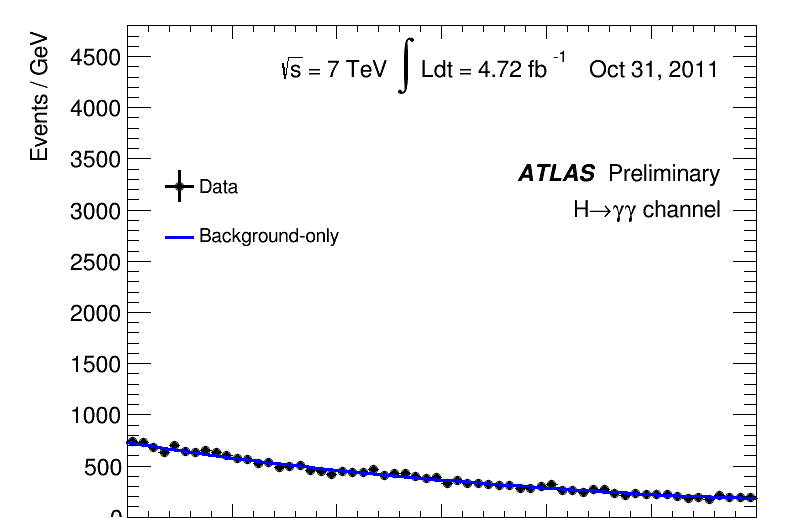 Events / GeV
4500
4000
3500
3000
2500
2000
1500
1000
500
0
√s = 7 TeV ∫ Ldt = 4.72 fb⁻¹ Oct 31, 2011
ATLAS Preliminary
H→γγ channel
Data
Background-only